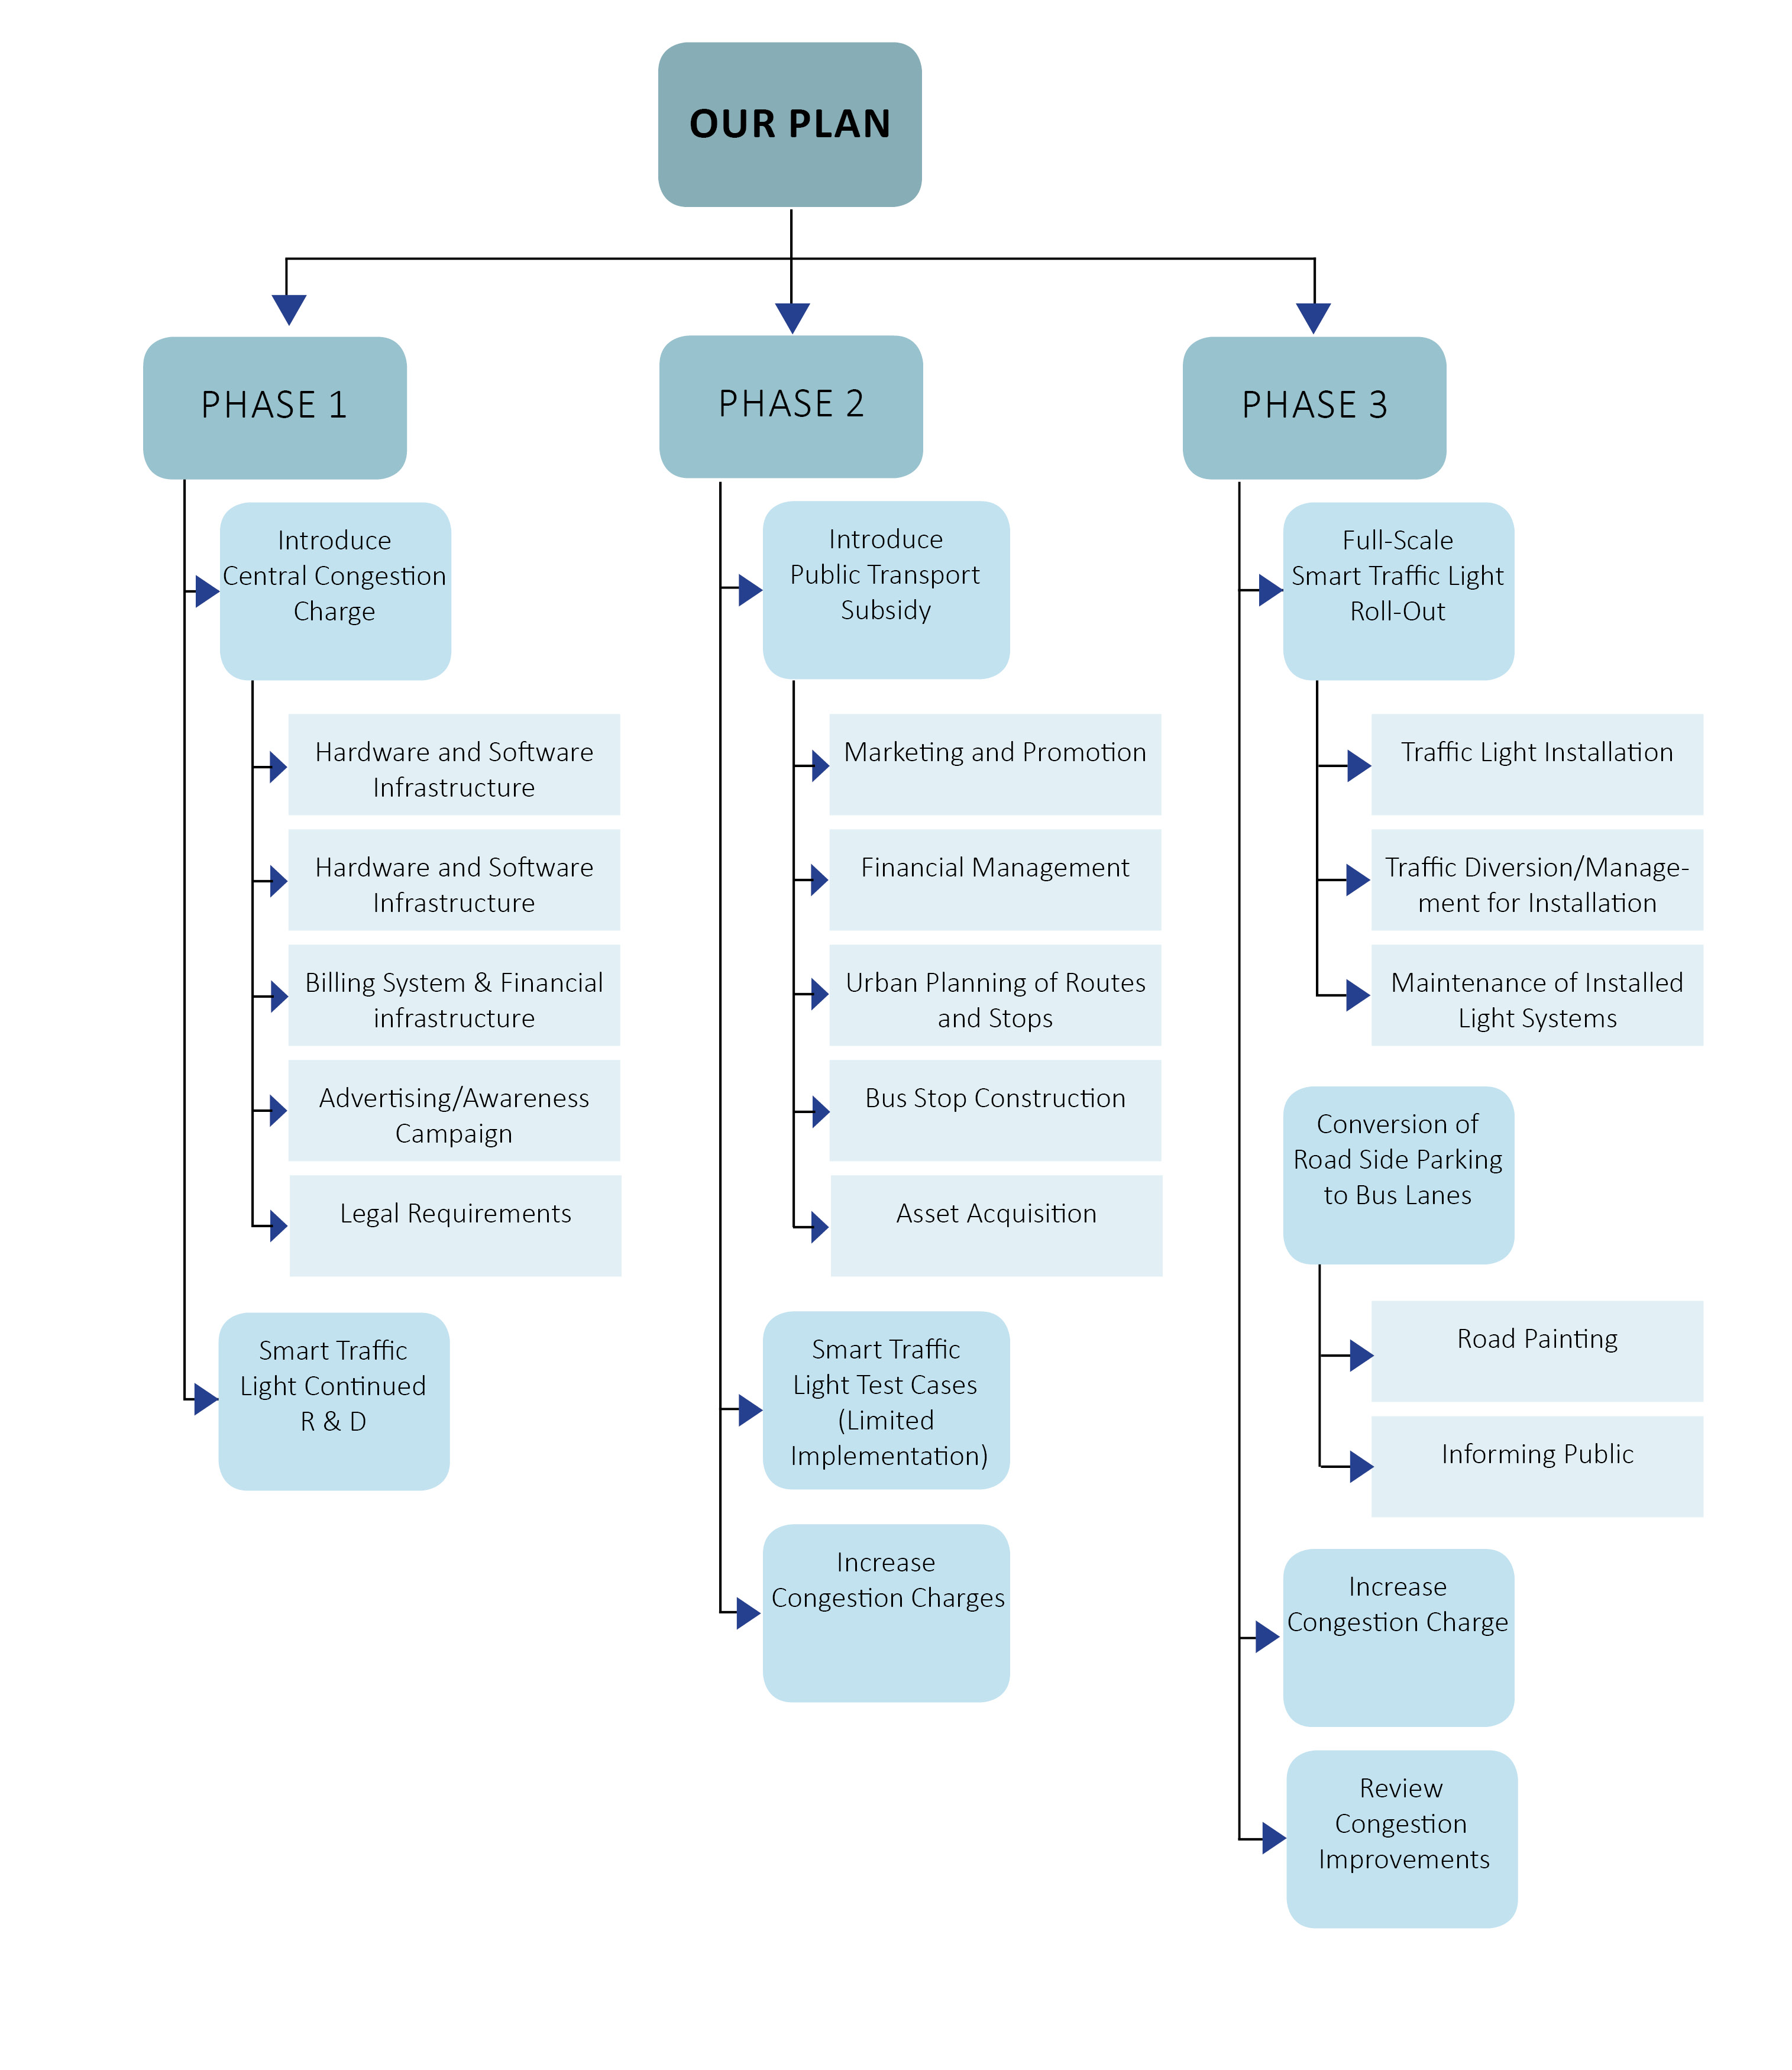 OUR PLAN
PHASE 1
Introduce
Central Congestion
Charge
Hardware and Software
Infrastructure
Hardware and Software
Infrastructure
Billing System & Financial
infrastructure
Advertising/Awareness
Campaign
Legal Requirements
Smart Traffic
Light Continued
R & D
PHASE 2
Introduce
Public Transport
Subsidy
Marketing and Promotion
Financial Management
Urban Planning of Routes
and Stops
Bus Stop Construction
Asset Acquisition
Smart Traffic
Light Test Cases
(Limited
Implementation)
Increase
Congestion Charges
PHASE 3
Full-Scale
Smart Traffic Light
Roll-Out
Traffic Light Installation
Traffic Diversion/Manage-
ment for Installation
Maintenance of Installed
Light Systems
Conversion of
Road Side Parking
to Bus Lanes
Road Painting
Informing Public
Increase
Congestion Charge
Review
Congestion
Improvements